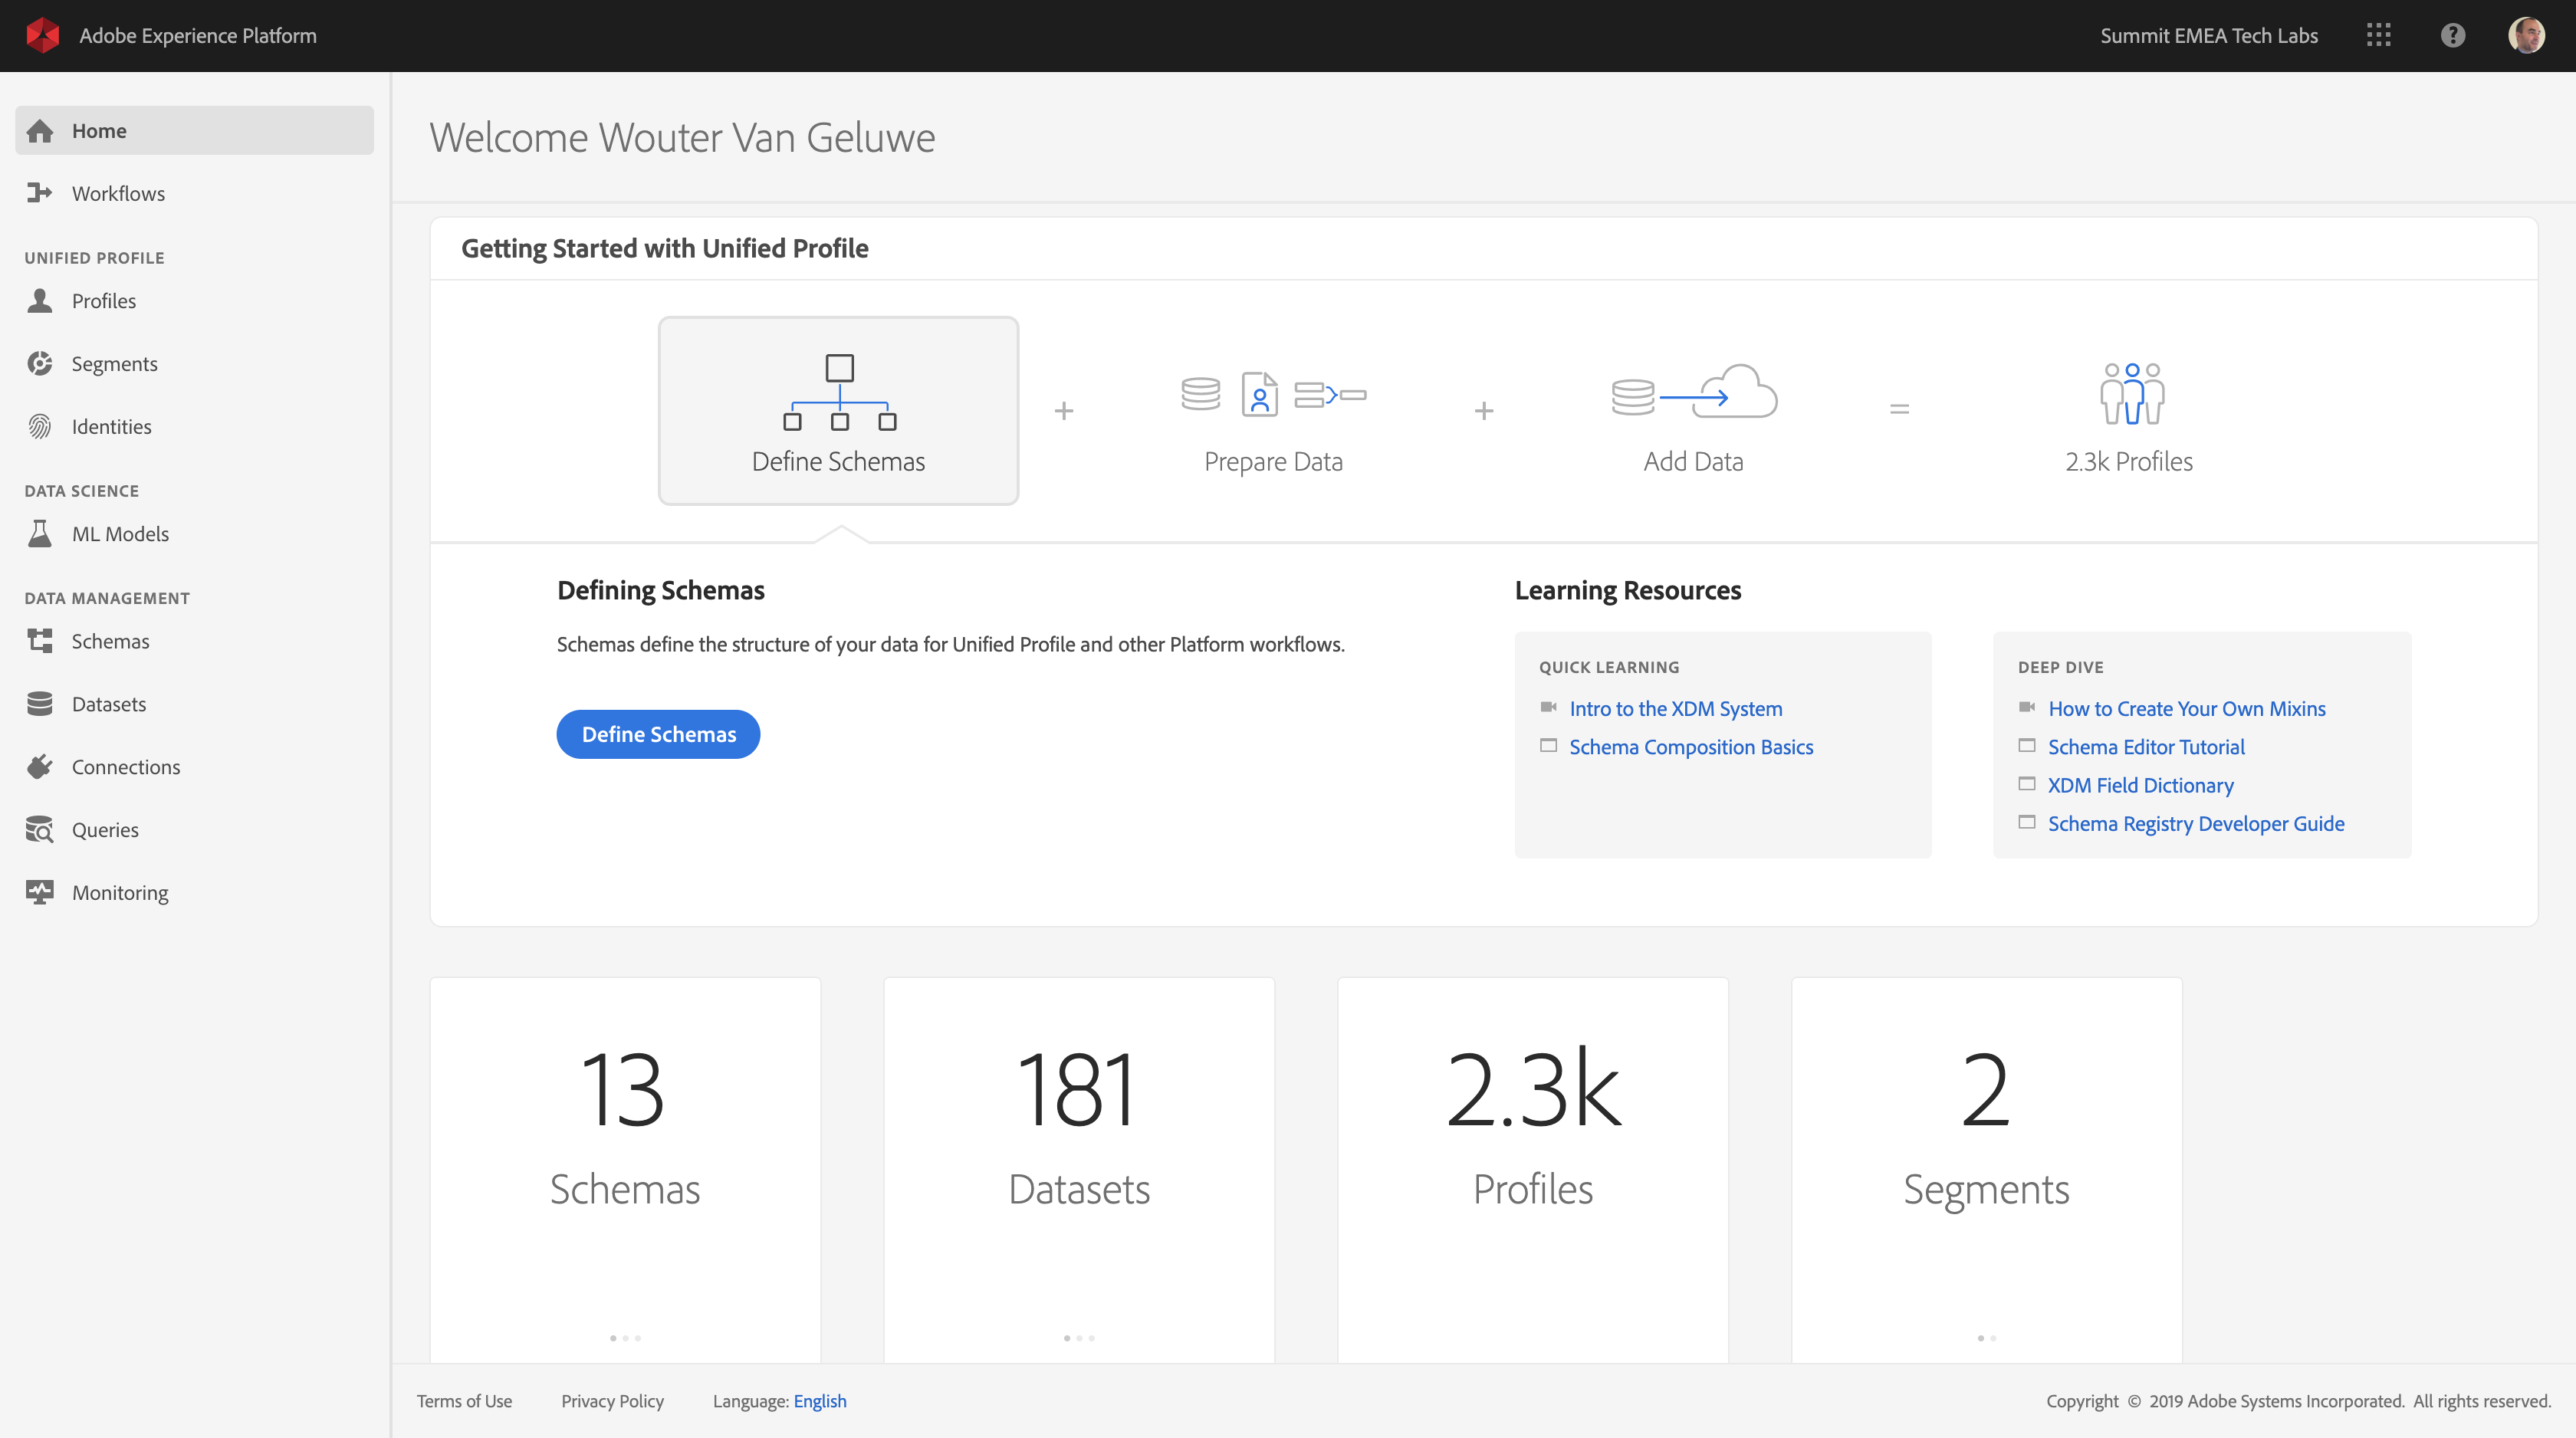 Adobe Experience Platform
Summit EMEA Tech Labs
Home
Workflows
UNIFIED PROFILE
Profiles
Segments
Identities
DATA SCIENCE
ML Models
DATA MANAGEMENT
Schemas
Datasets
Connections
Queries
Monitoring
Welcome Wouter Van Geluwe
Getting Started with Unified Profile
Define Schemas
+
Prepare Data
+
Add Data
=
2.3k Profiles
Defining Schemas
Schemas define the structure of your data for Unified Profile and other Platform workflows.
Define Schemas
Learning Resources
QUICK LEARNING
Intro to the XDM System
Schema Composition Basics
DEEP DIVE
How to Create Your Own Mixins
Schema Editor Tutorial
XDM Field Dictionary
Schema Registry Developer Guide
13
Schemas
181
Datasets
2.3k
Profiles
2
Segments
Terms of Use
Privacy Policy
Language: English
Copyright © 2019 Adobe Systems Incorporated. All rights reserved.